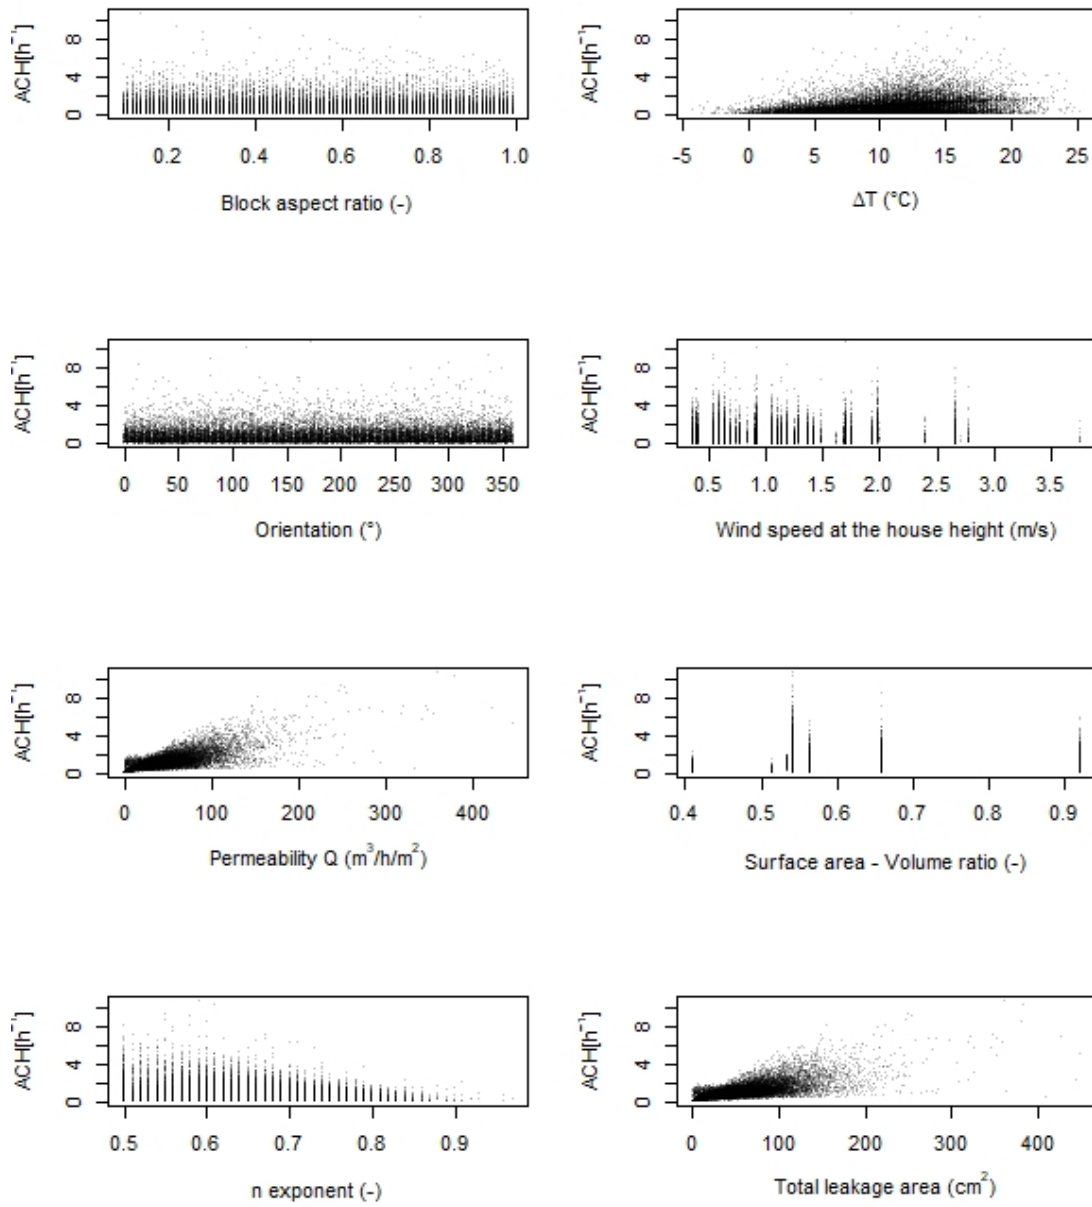 ACH[h⁻¹]
8
4
0
0.2 0.4 0.6 0.8 1.0
Block aspect ratio (-)
ACH[h⁻¹]
8
4
0
-5 0 5 10 15 20 25
ΔT (°C)
ACH[h⁻¹]
8
4
0
0 50 100 150 200 250 300 350
Orientation (°)
ACH[h⁻¹]
8
4
0
0.5 1.0 1.5 2.0 2.5 3.0 3.5
Wind speed at the house height (m/s)
ACH[h⁻¹]
8
4
0
0 100 200 300 400
Permeability Q (m³/h/m²)
ACH[h⁻¹]
8
4
0
0.4 0.5 0.6 0.7 0.8 0.9
Surface area - Volume ratio (-)
ACH[h⁻¹]
8
4
0
0.5 0.6 0.7 0.8 0.9
n exponent (-)
ACH[h⁻¹]
8
4
0
0 100 200 300 400
Total leakage area (cm²)